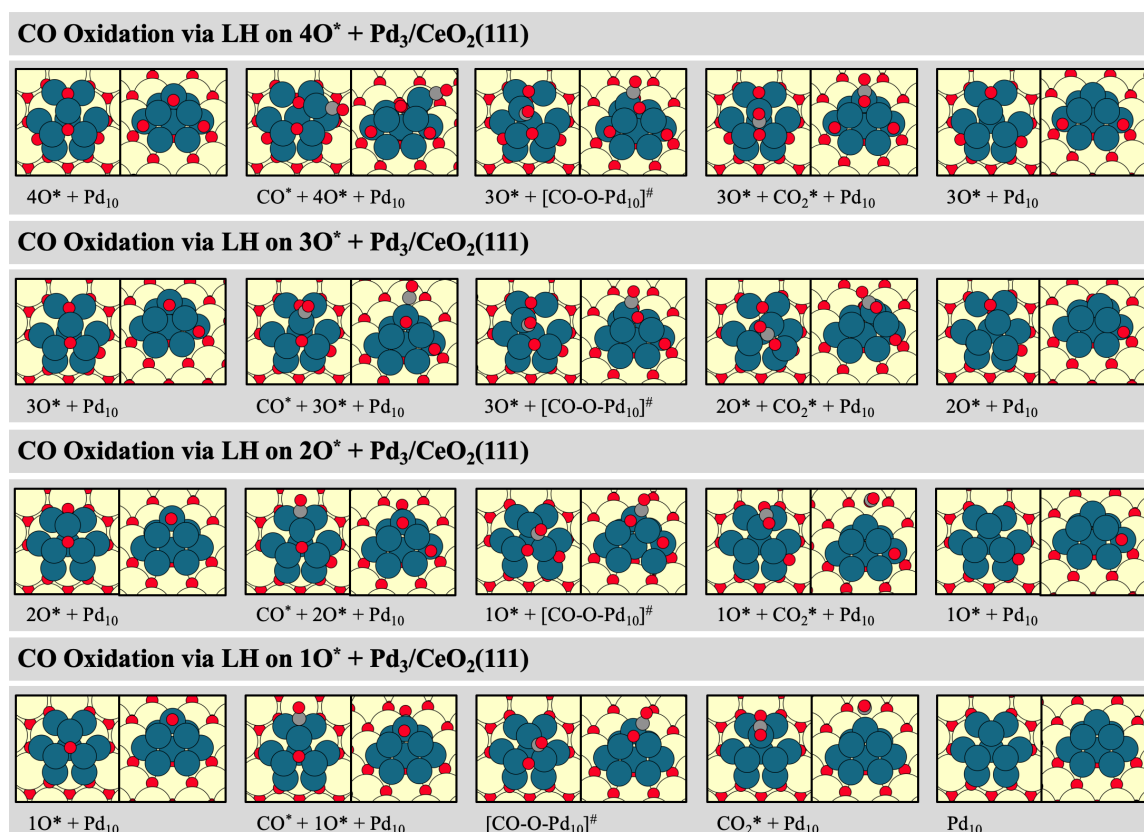 CO Oxidation via LH on 4O* + Pd₃/CeO₂(111)
4O* + Pd₁₀
CO* + 4O* + Pd₁₀
3O* + [CO-O-Pd₁₀]#
3O* + CO₂* + Pd₁₀
3O* + Pd₁₀
CO Oxidation via LH on 3O* + Pd₃/CeO₂(111)
3O* + Pd₁₀
CO* + 3O* + Pd₁₀
3O* + [CO-O-Pd₁₀]#
2O* + CO₂* + Pd₁₀
2O* + Pd₁₀
CO Oxidation via LH on 2O* + Pd₃/CeO₂(111)
2O* + Pd₁₀
CO* + 2O* + Pd₁₀
1O* + [CO-O-Pd₁₀]#
1O* + CO₂* + Pd₁₀
1O* + Pd₁₀
CO Oxidation via LH on 1O* + Pd₃/CeO₂(111)
1O* + Pd₁₀
CO* + 1O* + Pd₁₀
[CO-O-Pd₁₀]#
CO₂* + Pd₁₀
Pd₁₀